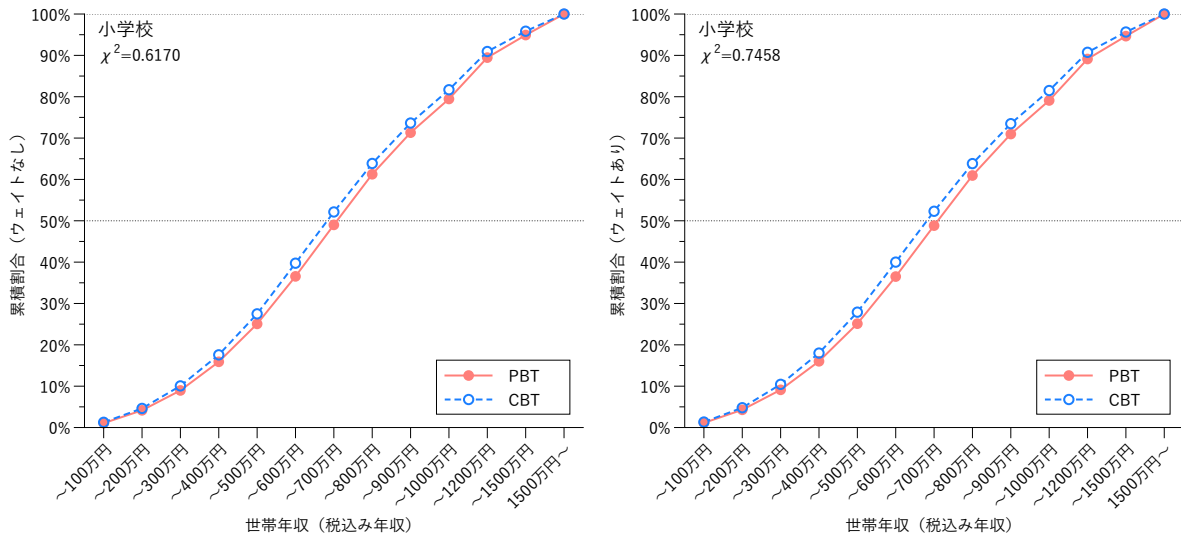 小学校
χ²=0.6170
累積割合（ウェイトなし）
100%
90%
80%
70%
60%
50%
40%
30%
20%
10%
0%
PBT
CBT
～100万円
～200万円
～300万円
～400万円
～500万円
～600万円
～700万円
～800万円
～900万円
～1000万円
～1200万円
～1500万円
1500万円～
世帯年収（税込み年収）
小学校
χ²=0.7458
累積割合（ウェイトあり）
100%
90%
80%
70%
60%
50%
40%
30%
20%
10%
0%
PBT
CBT
～100万円
～200万円
～300万円
～400万円
～500万円
～600万円
～700万円
～800万円
～900万円
～1000万円
～1200万円
～1500万円
1500万円～
世帯年収（税込み年収）